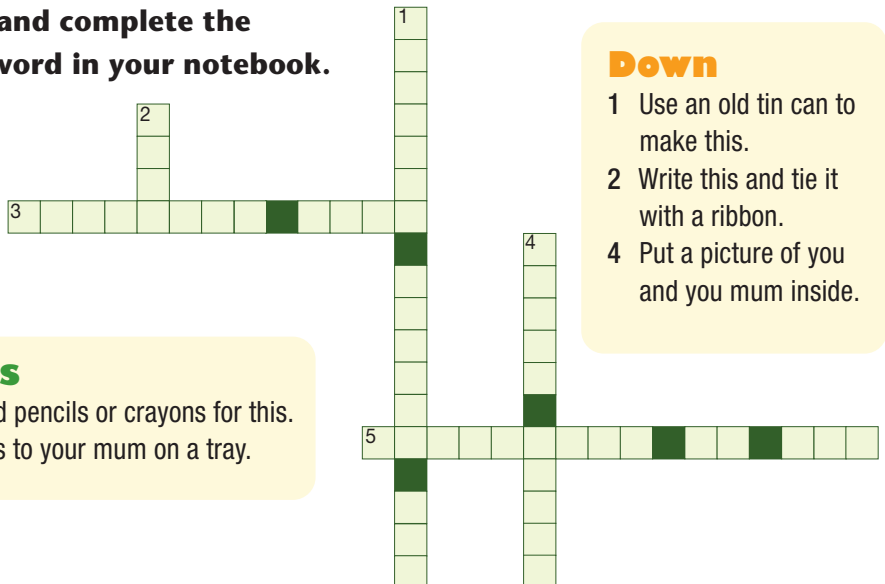 and complete the
word in your notebook.
1
2
3
4
5
Down
1 Use an old tin can to
make this.
2 Write this and tie it
with a ribbon.
4 Put a picture of you
and you mum inside.
s
d pencils or crayons for this.
s to your mum on a tray.